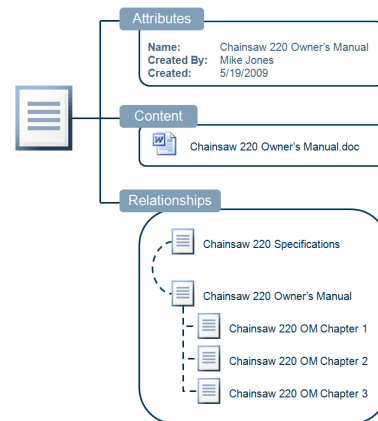 Attributes
Name: Chainsaw 220 Owner's Manual
Created By: Mike Jones
Created: 5/19/2009
Content
W
Chainsaw 220 Owner's Manual.doc
Relationships
Chainsaw 220 Specifications
Chainsaw 220 Owner's Manual
Chainsaw 220 OM Chapter 1
Chainsaw 220 OM Chapter 2
Chainsaw 220 OM Chapter 3